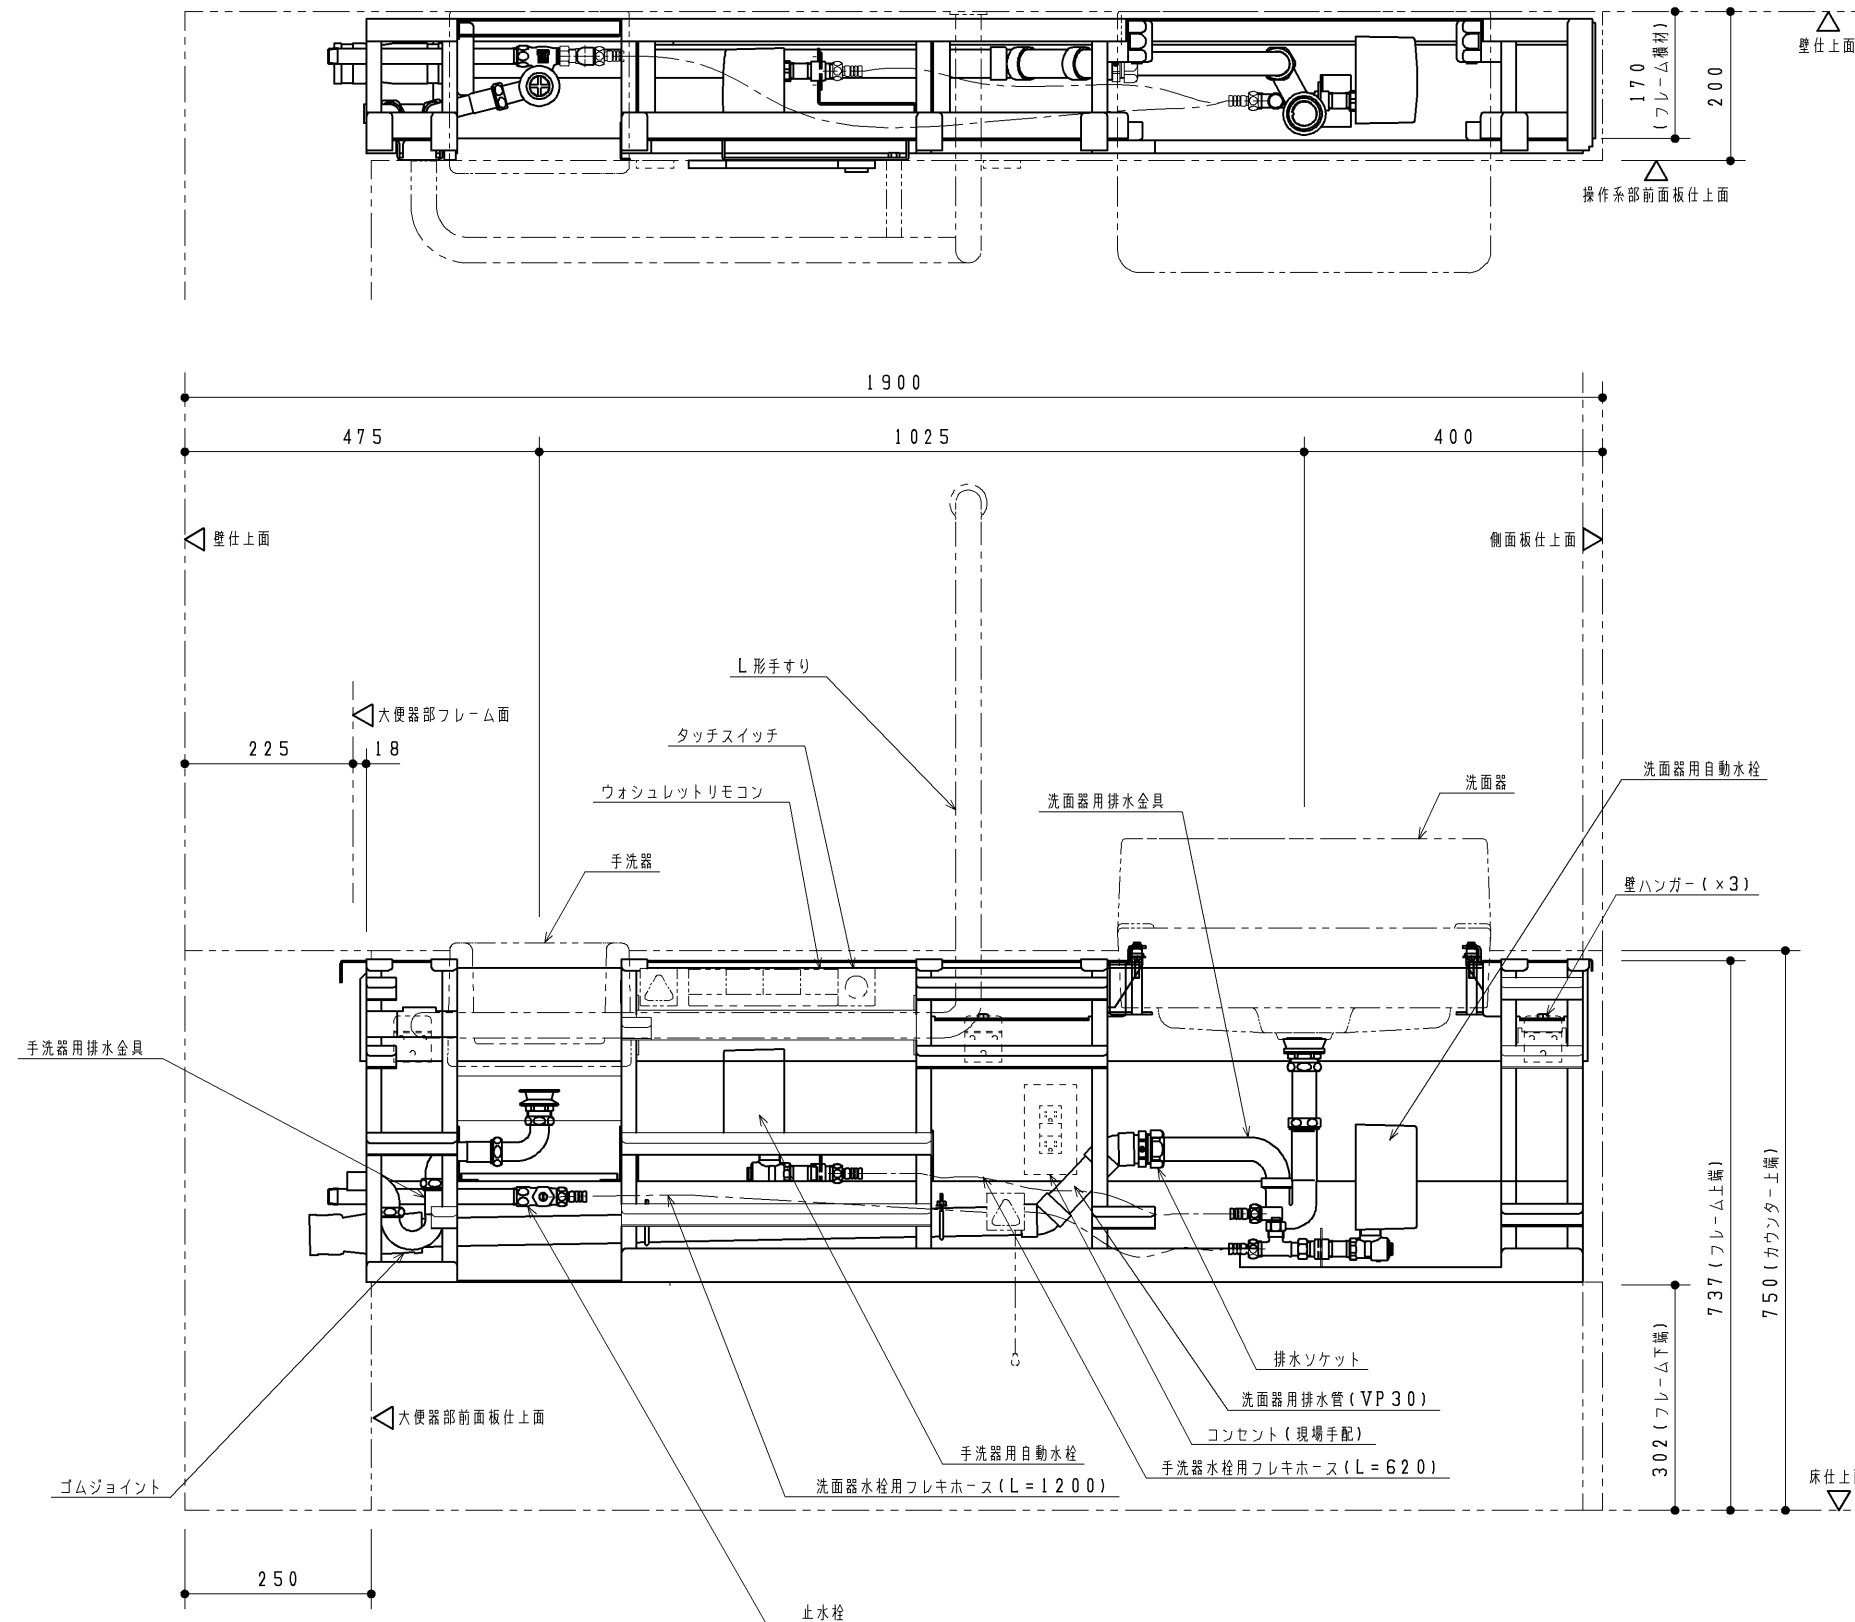 壁仕上面
170
(フレーム横材)
200
操作系部前面板仕上面
1900
475
1025
400
壁仕上面
側面板仕上面
L形手すり
大便器部フレーム面
タッチスイッチ
225
18
ウォシュレットリモコン
洗面器用排水金具
洗面器
洗面器用自動水栓
手洗器
壁ハンガー(×3)
手洗器用排水金具
737(フレーム上端)
750(カウンター上端)
302(フレーム下端)
排水ソケット
洗面器用排水管(VP30)
大便器部前面板仕上面
コンセント(現場手配)
手洗器用自動水栓
手洗器水栓用フレキホース(L=620)
ゴムジョイント
洗面器水栓用フレキホース(L=1200)
床仕上
250
止水栓